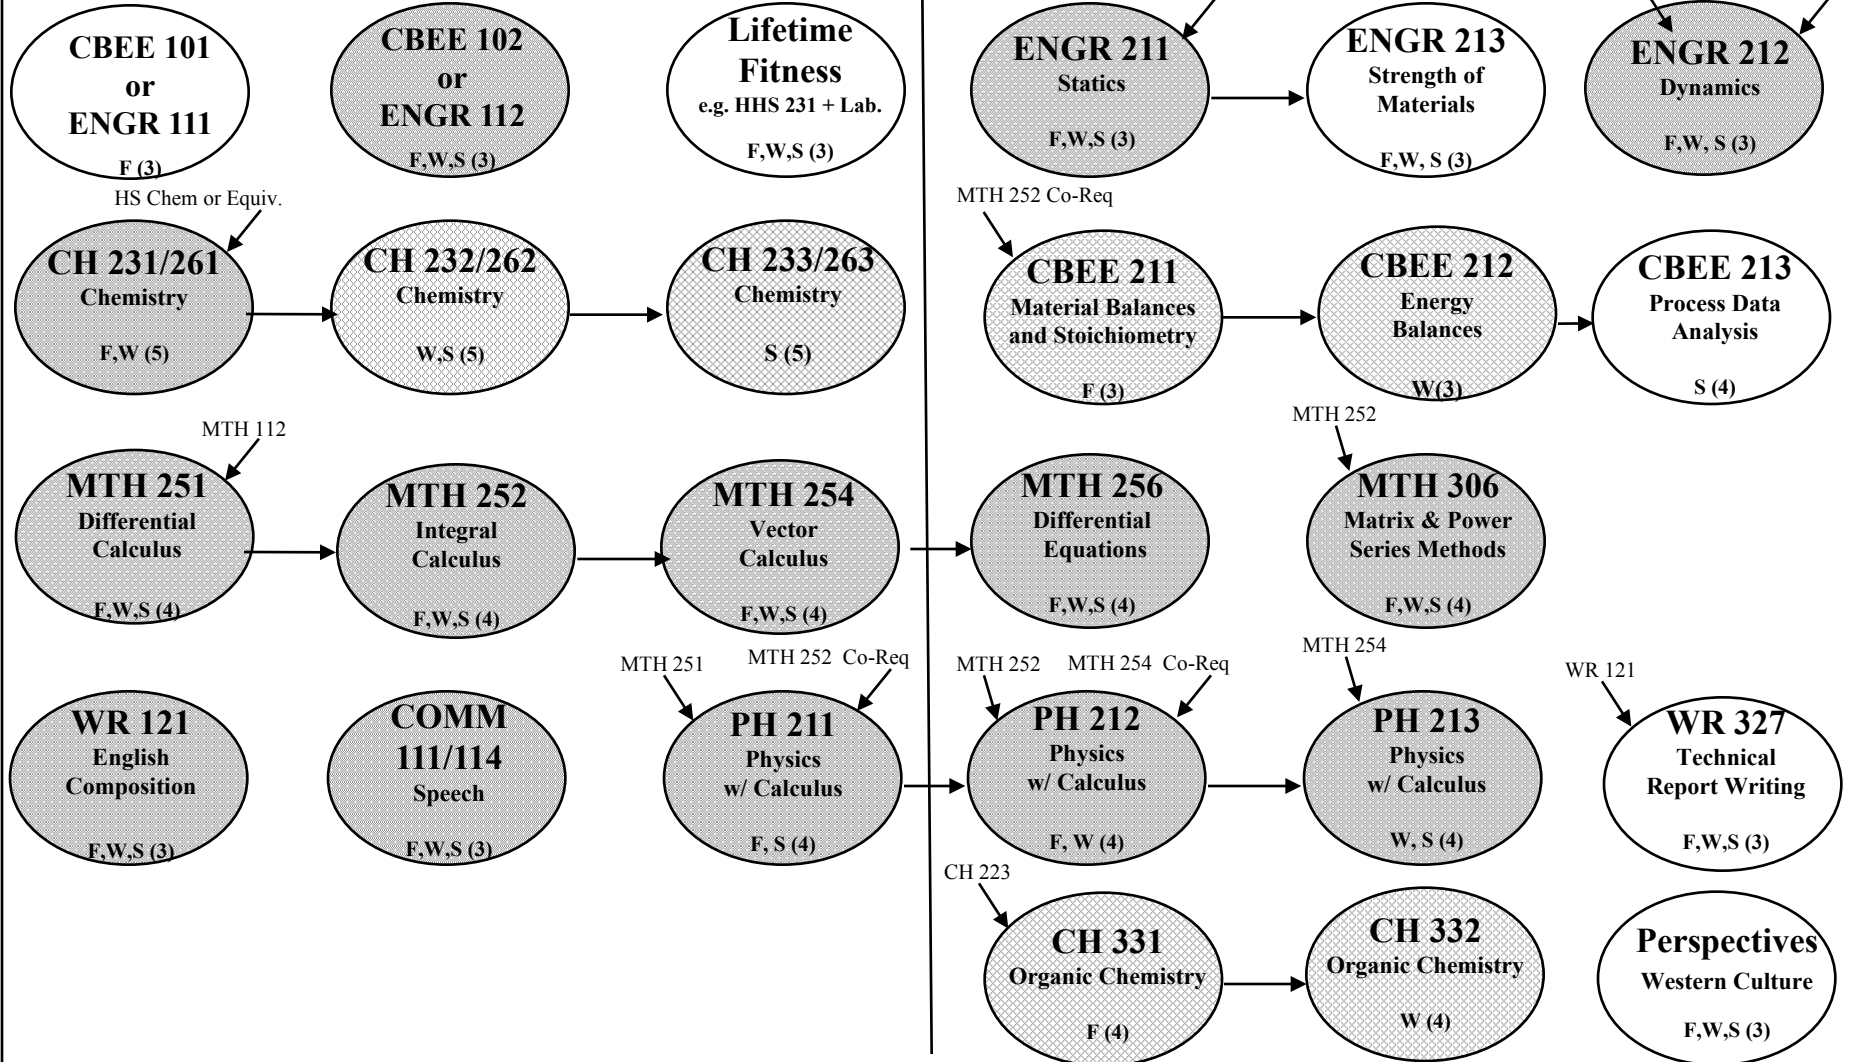 CBEE 101
or
ENGR 111
F (3)
CBEE 102
or
ENGR 112
F,W,S (3)
Lifetime
Fitness
e.g. HHS 231 + Lab.
F,W,S (3)
HS Chem or Equiv.
CH 231/261
Chemistry
F,W (5)
CH 232/262
Chemistry
W,S (5)
CH 233/263
Chemistry
S (5)
MTH 112
MTH 251
Differential
Calculus
F,W,S (4)
MTH 252
Integral
Calculus
F,W,S (4)
MTH 254
Vector
Calculus
F,W,S (4)
WR 121
English
Composition
F,W,S (3)
COMM
111/114
Speech
F,W,S (3)
MTH 251
MTH 252 Co-Req
PH 211
Physics
w/ Calculus
F, S (4)
ENGR 211
Statics
F,W,S (3)
ENGR 213
Strength of
Materials
F,W, S (3)
ENGR 212
Dynamics
F,W, S (3)
MTH 252 Co-Req
CBEE 211
Material Balances
and Stoichiometry
F (3)
CBEE 212
Energy
Balances
W(3)
CBEE 213
Process Data
Analysis
S (4)
MTH 256
Differential
Equations
F,W,S (4)
MTH 252
MTH 306
Matrix & Power
Series Methods
F,W,S (4)
MTH 252
MTH 254 Co-Req
PH 212
Physics
w/ Calculus
F, W (4)
MTH 254
PH 213
Physics
w/ Calculus
W, S (4)
WR 121
WR 327
Technical
Report Writing
F,W,S (3)
CH 223
CH 331
Organic Chemistry
F (4)
CH 332
Organic Chemistry
W (4)
Perspectives
Western Culture
F,W,S (3)